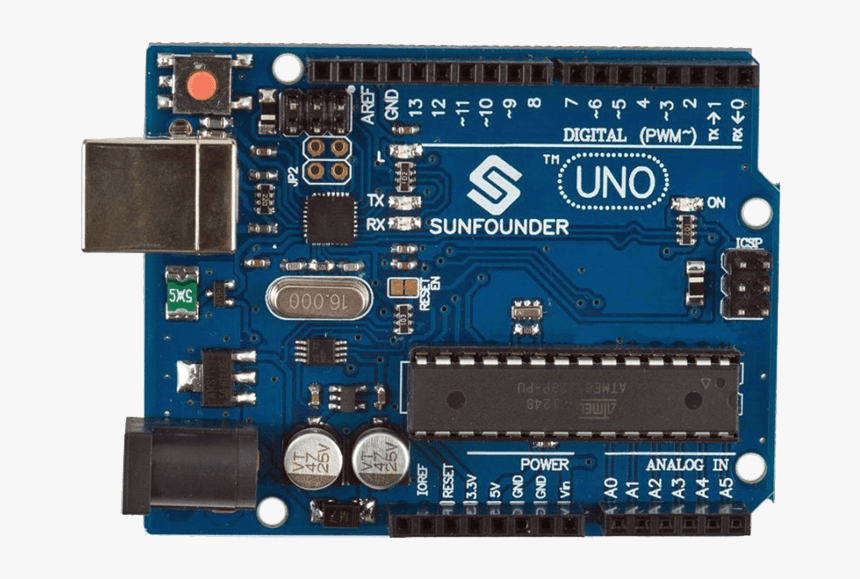 AREF
GND
13
12
~11
~10
~9
8
7
~6
~5
4
~3
2
TX→1
RX←0
DIGITAL (PWM~)
L
JP2
TM
UNO
TX
RX
SUNFOUNDER
ON
ICSP
RESET
EN
16.000
ATMEL
1248
POWER
ANALOG IN
IOREF
RESET
3.3V
5V
GND
GND
Vin
A0
A1
A2
A3
A4
A5
VT
47
25V
VT
47
25V